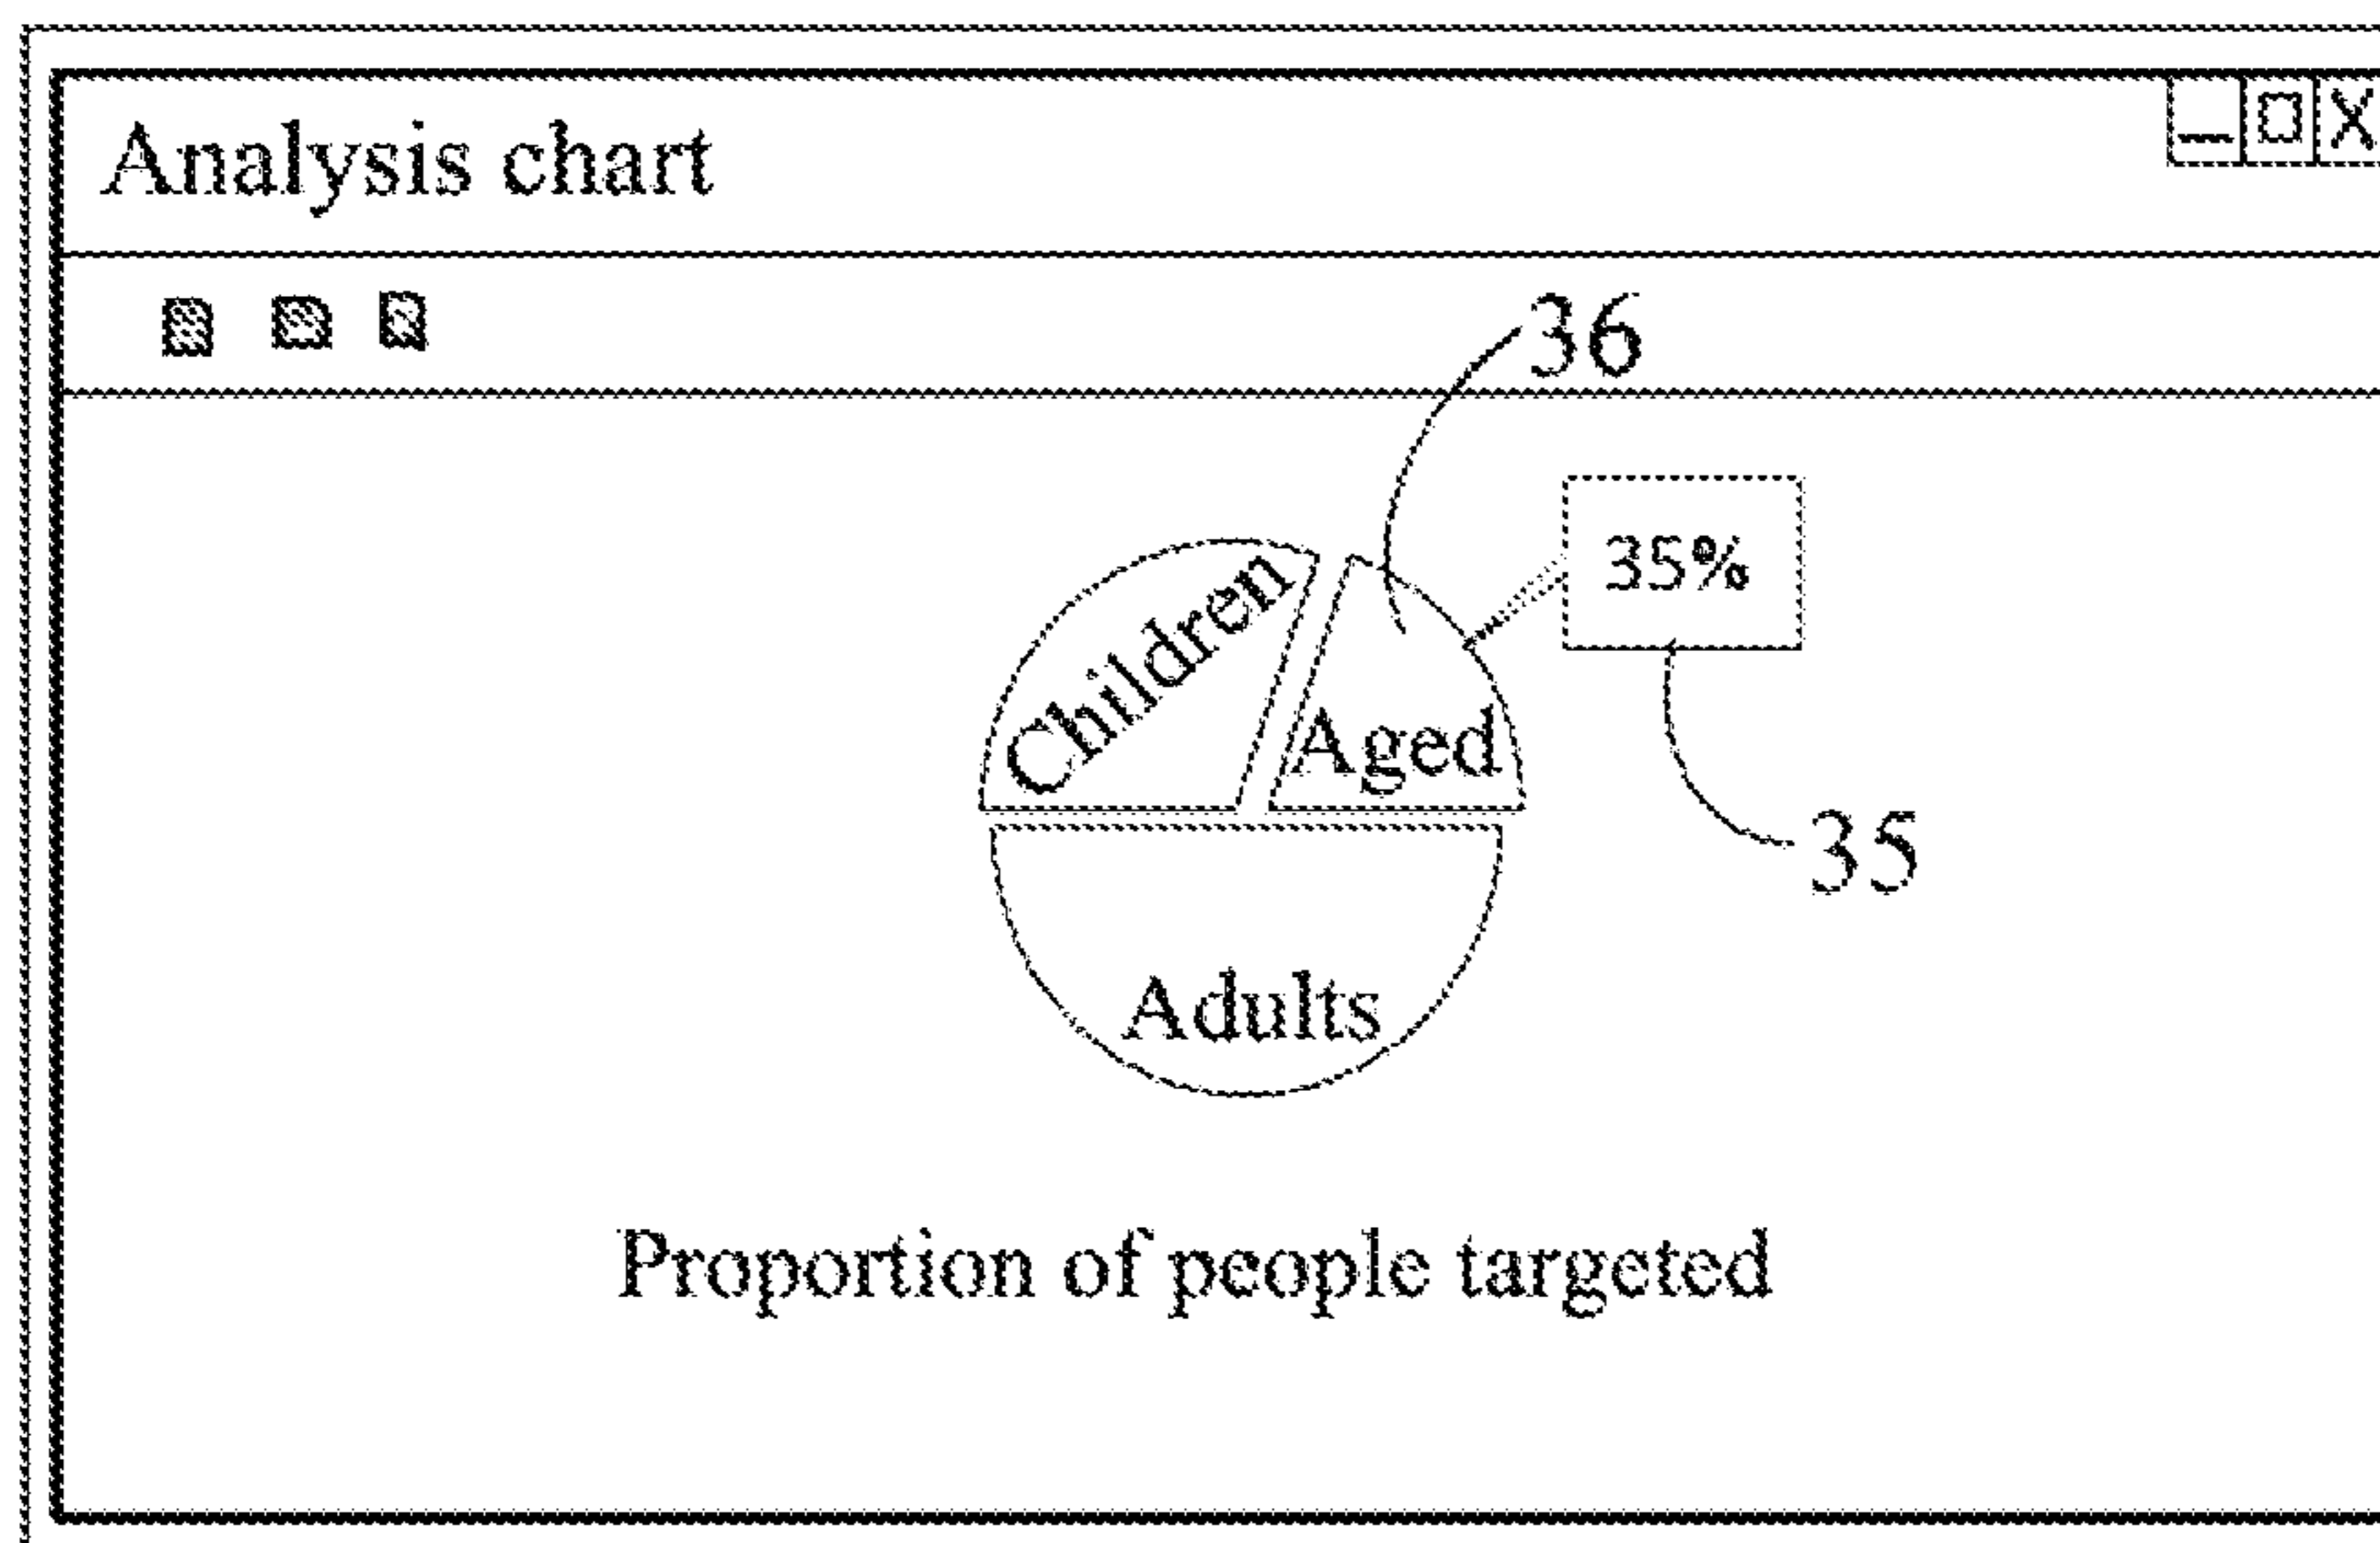 Analysis chart
36
35%
Children
Aged
35
Adults
Proportion of people targeted